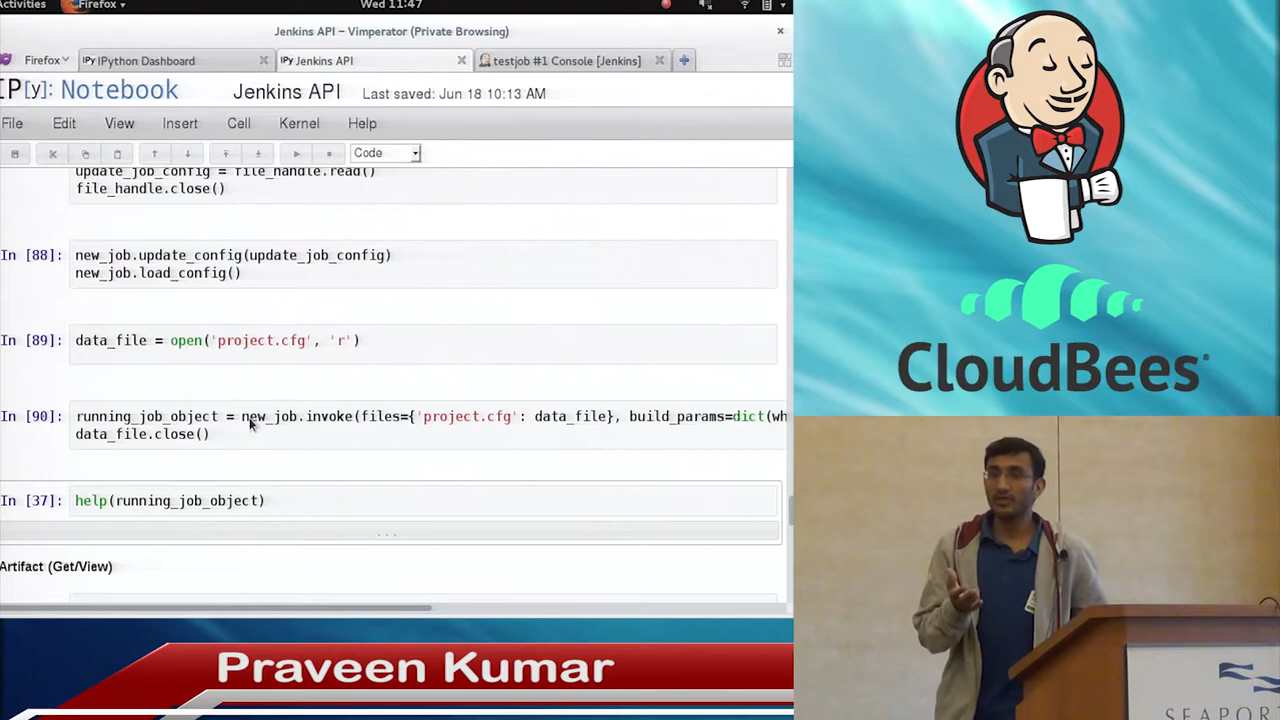 Activities
Firefox
Wed 11:47
Jenkins API – Vimperator (Private Browsing)
Firefox
IPy IPython Dashboard
IPy Jenkins API
testjob #1 Console [Jenkins]
IP[y]: Notebook
Jenkins API
Last saved: Jun 18 10:13 AM
File Edit View Insert Cell Kernel Help
Code
update_job_config = file_handle.read()
file_handle.close()
In [88]:
new_job.update_config(update_job_config)
new_job.load_config()
In [89]:
data_file = open('project.cfg', 'r')
In [90]:
running_job_object = new_job.invoke(files={'project.cfg': data_file}, build_params=dict(wh
data_file.close()
In [37]:
help(running_job_object)
...
Artifact (Get/View)
Praveen Kumar
CloudBees
SEAPOR